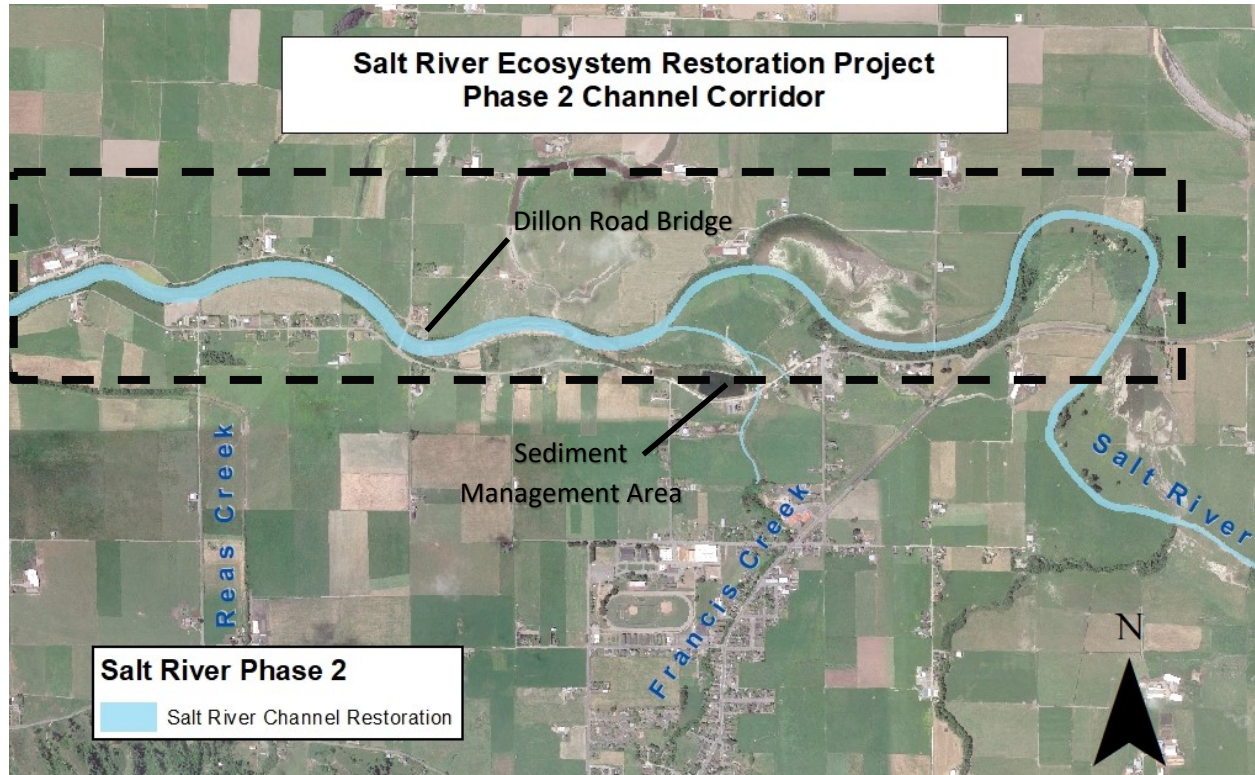 Salt River Ecosystem Restoration Project
Phase 2 Channel Corridor
Dillon Road Bridge
Sediment
Management Area
Salt River
Reas Creek
Francis Creek
N
Salt River Phase 2
Salt River Channel Restoration